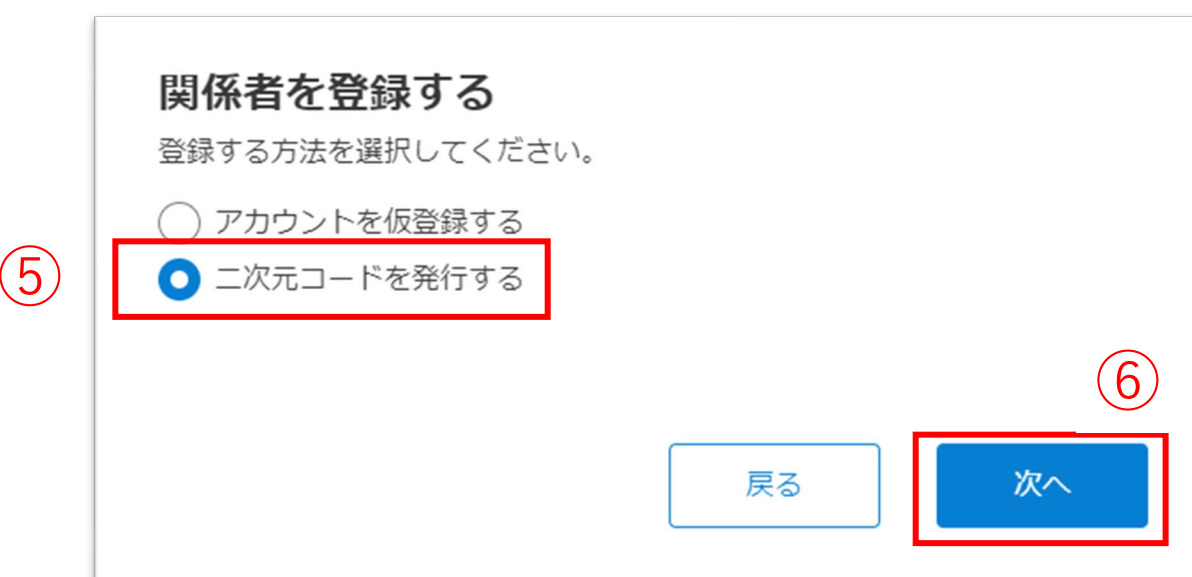 関係者を登録する
登録する方法を選択してください。
アカウントを仮登録する
⑤
二次元コードを発行する
⑥
戻る
次へ